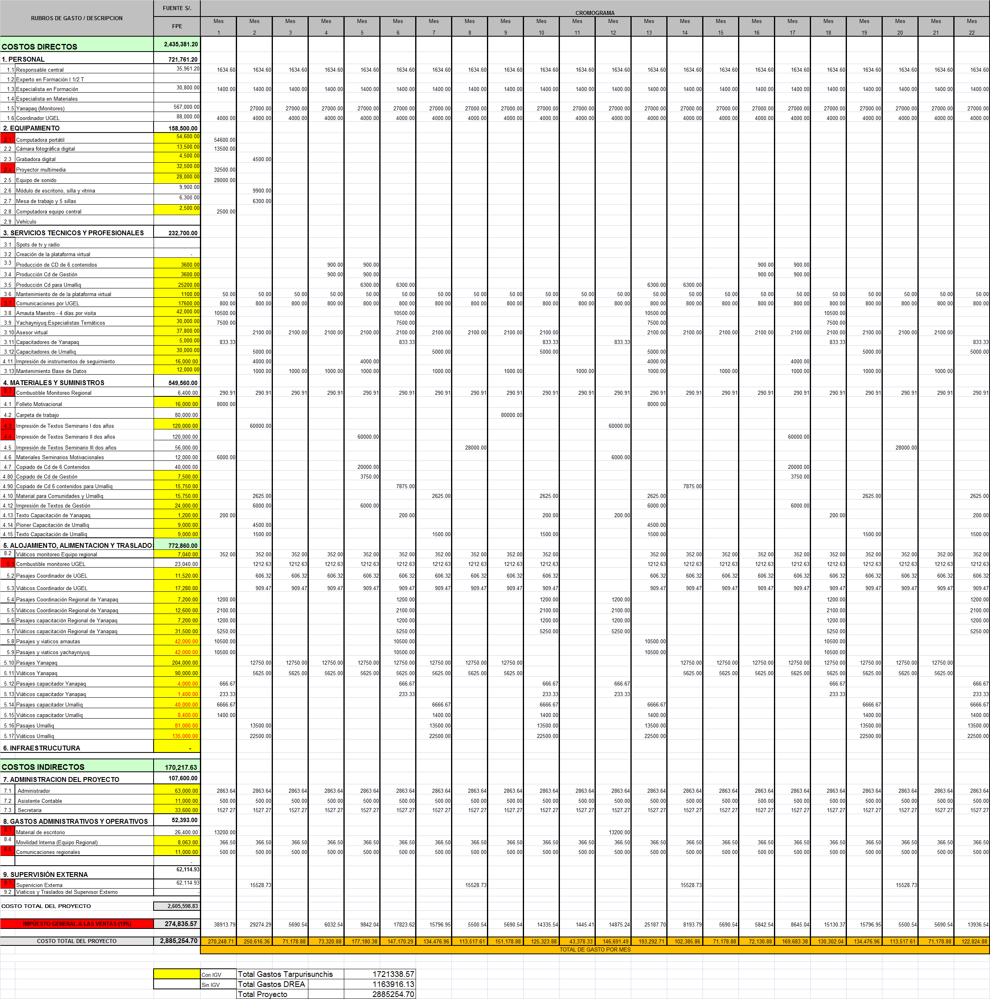 RUBROS DE GASTO / DESCRIPCION FUENTE S/. CROMOGRAMA
FPE Mes 1 Mes 2 Mes 3 Mes 4 Mes 5 Mes 6 Mes 7 Mes 8 Mes 9 Mes 10 Mes 11 Mes 12 Mes 13 Mes 14 Mes 15 Mes 16 Mes 17 Mes 18 Mes 19 Mes 20 Mes 21 Mes 22
COSTOS DIRECTOS 2,435,381.20
1. PERSONAL 721,761.20
1.1 Responsable central 35,961.20 1634.60 1634.60 1634.60 1634.60 1634.60 1634.60 1634.60 1634.60 1634.60 1634.60 1634.60 1634.60 1634.60 1634.60 1634.60 1634.60 1634.60 1634.60 1634.60 1634.60 1634.60 1634.60
1.2 Experto en Formación I 1/2 T
1.3 Especialista en Formación 30,800.00 1400.00 1400.00 1400.00 1400.00 1400.00 1400.00 1400.00 1400.00 1400.00 1400.00 1400.00 1400.00 1400.00 1400.00 1400.00 1400.00 1400.00 1400.00 1400.00 1400.00 1400.00 1400.00
1.4 Especialista en Materiales
1.5 Yanapaq (Monitores) 567,000.00 27000.00 27000.00 27000.00 27000.00 27000.00 27000.00 27000.00 27000.00 27000.00 27000.00 27000.00 27000.00 27000.00 27000.00 27000.00 27000.00 27000.00 27000.00 27000.00 27000.00 27000.00
1.6 Coordinador UGEL 88,000.00 4000.00 4000.00 4000.00 4000.00 4000.00 4000.00 4000.00 4000.00 4000.00 4000.00 4000.00 4000.00 4000.00 4000.00 4000.00 4000.00 4000.00 4000.00 4000.00 4000.00 4000.00 4000.00
2. EQUIPAMIENTO 158,500.00
2.1 Computadora portátil 54,600.00 54600.00
2.2 Cámara fotográfica digital 13,500.00 13500.00
2.3 Grabadora digital 4,500.00 4500.00
2.4 Proyector multimedia 32,500.00 32500.00
2.5 Equipo de sonido 28,000.00 28000.00
2.6 Módulo de escritorio, silla y vitrina 9,900.00 9900.00
2.7 Mesa de trabajo y 5 sillas 6,300.00 6300.00
2.8 Computadora equipo central 2,500.00 2500.00
2.9 Vehículo
3. SERVICIOS TECNICOS Y PROFESIONALES 232,700.00
3.1 Spots de tv y radio
3.2 Creación de la plataforma virtual -
3.3 Producción de CD de 6 contenidos 3600.00 900.00 900.00 900.00 900.00
3.4 Producción Cd de Gestión 3600.00 900.00 900.00 900.00 900.00
3.5 Producción Cd para Umalliq 25200.00 6300.00 6300.00 6300.00 6300.00
3.6 Mantenimiento de de la plataforma virtual 1100.00 50.00 50.00 50.00 50.00 50.00 50.00 50.00 50.00 50.00 50.00 50.00 50.00 50.00 50.00 50.00 50.00 50.00 50.00 50.00 50.00 50.00 50.00
3.7 Comunicaciones por UGEL 17600.00 800.00 800.00 800.00 800.00 800.00 800.00 800.00 800.00 800.00 800.00 800.00 800.00 800.00 800.00 800.00 800.00 800.00 800.00 800.00 800.00 800.00 800.00
3.8 Amauta Maestro - 4 días por visita 42,000.00 10500.00 10500.00 10500.00 10500.00
3.9 Yachayniyuq Especialistas Temáticos 30,000.00 7500.00 7500.00 7500.00 7500.00
3.10 Asesor virtual 37,800.00 2100.00 2100.00 2100.00 2100.00 2100.00 2100.00 2100.00 2100.00 2100.00 2100.00 2100.00 2100.00 2100.00 2100.00 2100.00 2100.00 2100.00 2100.00
3.11 Capacitadores de Yanapaq 5,000.00 833.33 833.33 833.33 833.33 833.33 833.33
3.12 Capacitadores de Umalliq 30,000.00 5000.00 5000.00 5000.00 5000.00 5000.00 5000.00
4.11 Impresión de instrumentos de seguimiento 16,000.00 4000.00 4000.00 4000.00 4000.00
3.13 Mantenimiento Base de Datos 12,000.00 1000.00 1000.00 1000.00 1000.00 1000.00 1000.00 1000.00 1000.00 1000.00 1000.00 1000.00 1000.00
4. MATERIALES Y SUMINISTROS 549,560.00
8.3 Combustible Monitoreo Regional 6,400.00 290.91 290.91 290.91 290.91 290.91 290.91 290.91 290.91 290.91 290.91 290.91 290.91 290.91 290.91 290.91 290.91 290.91 290.91 290.91 290.91 290.91 290.91
4.1 Folleto Motivacional 16,000.00 8000.00 8000.00
4.2 Carpeta de trabajo 80,000.00 80000.00
4.3 Impresión de Textos Seminario I dos años 120,000.00 60000.00 60000.00
4.4 Impresión de Textos Seminario II dos años 120,000.00 60000.00 60000.00
4.5 Impresión de Textos Seminario III dos años 56,000.00 28000.00 28000.00
4.6 Materiales Seminarios Motivacionales 12,000.00 6000.00 6000.00
4.7 Copiado de Cd de 6 Contenidos 40,000.00 20000.00 20000.00
4.80 Copiado de Cd de Gestión 7,500.00 3750.00 3750.00
4.90 Copiado de Cd 6 contenidos para Umalliq 15,750.00 7875.00 7875.00
4.10 Material para Comunidades y Umalliq 15,750.00 2625.00 2625.00 2625.00 2625.00 2625.00 2625.00
4.12 Impresión de Textos de Gestión 24,000.00 6000.00 6000.00 6000.00 6000.00
4.13 Texto Capacitación de Yanapaq 1,200.00 200.00 200.00 200.00 200.00 200.00 200.00
4.14 Pioner Capacitación de Umalliq 9,000.00 4500.00 4500.00
4.15 Texto Capacitación de Umalliq 9,000.00 1500.00 1500.00 1500.00 1500.00 1500.00 1500.00
5. ALOJAMIENTO, ALIMENTACION Y TRASLADO 772,860.00
8.2 Viáticos monitoreo Equipo regional 7,040.00 352.00 352.00 352.00 352.00 352.00 352.00 352.00 352.00 352.00 352.00 352.00 352.00 352.00 352.00 352.00 352.00 352.00 352.00 352.00 352.00
5.1 Combustible monitoreo UGEL 23,040.00 1212.63 1212.63 1212.63 1212.63 1212.63 1212.63 1212.63 1212.63 1212.63 1212.63 1212.63 1212.63 1212.63 1212.63 1212.63 1212.63 1212.63 1212.63 1212.63
5.2 Pasajes Coordinador de UGEL 11,520.00 606.32 606.32 606.32 606.32 606.32 606.32 606.32 606.32 606.32 606.32 606.32 606.32 606.32 606.32 606.32 606.32 606.32 606.32 606.32
5.3 Viáticos Coordinador de UGEL 17,280.00 909.47 909.47 909.47 909.47 909.47 909.47 909.47 909.47 909.47 909.47 909.47 909.47 909.47 909.47 909.47 909.47 909.47 909.47 909.47
5.4 Pasajes Coordinación Regional de Yanapaq 7,200.00 1200.00 1200.00 1200.00 1200.00 1200.00 1200.00
5.5 Viáticos Coordinación Regional de Yanapaq 12,600.00 2100.00 2100.00 2100.00 2100.00 2100.00 2100.00
5.6 Pasajes capacitación Regional de Yanapaq 7,200.00 1200.00 1200.00 1200.00 1200.00 1200.00 1200.00
5.7 Viáticos capacitación Regional de Yanapaq 31,500.00 5250.00 5250.00 5250.00 5250.00 5250.00 5250.00
5.8 Pasajes y viaticos amautas 42,000.00 10500.00 10500.00 10500.00 10500.00
5.9 Pasajes y viaticos yachayniyuq 42,000.00 10500.00 10500.00 10500.00 10500.00
5.10 Pasajes Yanapaq 204,000.00 12750.00 12750.00 12750.00 12750.00 12750.00 12750.00 12750.00 12750.00 12750.00 12750.00 12750.00 12750.00 12750.00 12750.00 12750.00 12750.00
5.11 Viáticos Yanapaq 90,000.00 5625.00 5625.00 5625.00 5625.00 5625.00 5625.00 5625.00 5625.00 5625.00 5625.00 5625.00 5625.00 5625.00 5625.00 5625.00 5625.00
5.12 Pasajes capacitador Yanapaq 4,000.00 666.67 666.67 666.67 666.67 666.67 666.67
5.13 Viáticos capacitador Yanapaq 1,400.00 233.33 233.33 233.33 233.33 233.33 233.33
5.14 Pasajes capacitador Umalliq 40,000.00 6666.67 6666.67 6666.67 6666.67 6666.67 6666.67
5.15 Viáticos capacitador Umalliq 8,400.00 1400.00 1400.00 1400.00 1400.00 1400.00 1400.00
5.16 Pasajes Umalliq 81,000.00 13500.00 13500.00 13500.00 13500.00 13500.00 13500.00
5.17 Viáticos Umalliq 135,000.00 22500.00 22500.00 22500.00 22500.00 22500.00 22500.00
6. INFRAESTRUCUTURA -
COSTOS INDIRECTOS 170,217.63
7. ADMINISTRACION DEL PROYECTO 107,600.00
7.1 Administrador 63,000.00 2863.64 2863.64 2863.64 2863.64 2863.64 2863.64 2863.64 2863.64 2863.64 2863.64 2863.64 2863.64 2863.64 2863.64 2863.64 2863.64 2863.64 2863.64 2863.64 2863.64 2863.64 2863.64
7.2 Asistente Contable 11,000.00 500.00 500.00 500.00 500.00 500.00 500.00 500.00 500.00 500.00 500.00 500.00 500.00 500.00 500.00 500.00 500.00 500.00 500.00 500.00 500.00 500.00 500.00
7.3 Secretaria 33,600.00 1527.27 1527.27 1527.27 1527.27 1527.27 1527.27 1527.27 1527.27 1527.27 1527.27 1527.27 1527.27 1527.27 1527.27 1527.27 1527.27 1527.27 1527.27 1527.27 1527.27 1527.27 1527.27
8. GASTOS ADMINISTRATIVOS Y OPERATIVOS 52,393.00
8.1 Material de escritorio 26,400.00 13200.00 13200.00
8.4 Movilidad Interna (Equipo Regional) 8,063.00 366.50 366.50 366.50 366.50 366.50 366.50 366.50 366.50 366.50 366.50 366.50 366.50 366.50 366.50 366.50 366.50 366.50 366.50 366.50 366.50 366.50 366.50
8.5 Comunicaciones regionales 11,000.00 500.00 500.00 500.00 500.00 500.00 500.00 500.00 500.00 500.00 500.00 500.00 500.00 500.00 500.00 500.00 500.00 500.00 500.00 500.00 500.00 500.00 500.00
-
9. SUPERVISIÓN EXTERNA 62,114.93
9.1 Supervicion Externa 62,114.93 15528.73 15528.73 15528.73 15528.73
9.2 Viaticos y Traslados del Supervisor Externo -
COSTO TOTAL DEL PROYECTO 2,605,598.83
IMPÚESTO GENERAL A LAS VENTAS (19%) 274,835.57 38913.79 29274.29 5690.54 6032.54 9842.04 17823.62 15796.95 5500.54 5690.54 14335.54 1445.41 14875.24 25187.70 8193.79 5690.54 5842.54 8645.04 15130.37 15796.95 5500.54 5690.54 13936.54
COSTO TOTAL DEL PROYECTO 2,885,254.70 270,248.71 250,616.36 71,178.88 73,320.88 177,180.38 147,170.29 134,476.96 113,517.61 151,178.88 125,323.88 43,378.33 146,691.49 193,292.71 102,385.86 71,178.88 72,130.88 169,683.38 130,302.04 134,476.96 113,517.61 71,178.88 122,824.88
TOTAL DE GASTO POR MES
Con IGV Total Gastos Tarpurisunchis 1721338.57
Sin IGV Total Gastos DREA 1163916.13
Total Proyecto 2885254.70